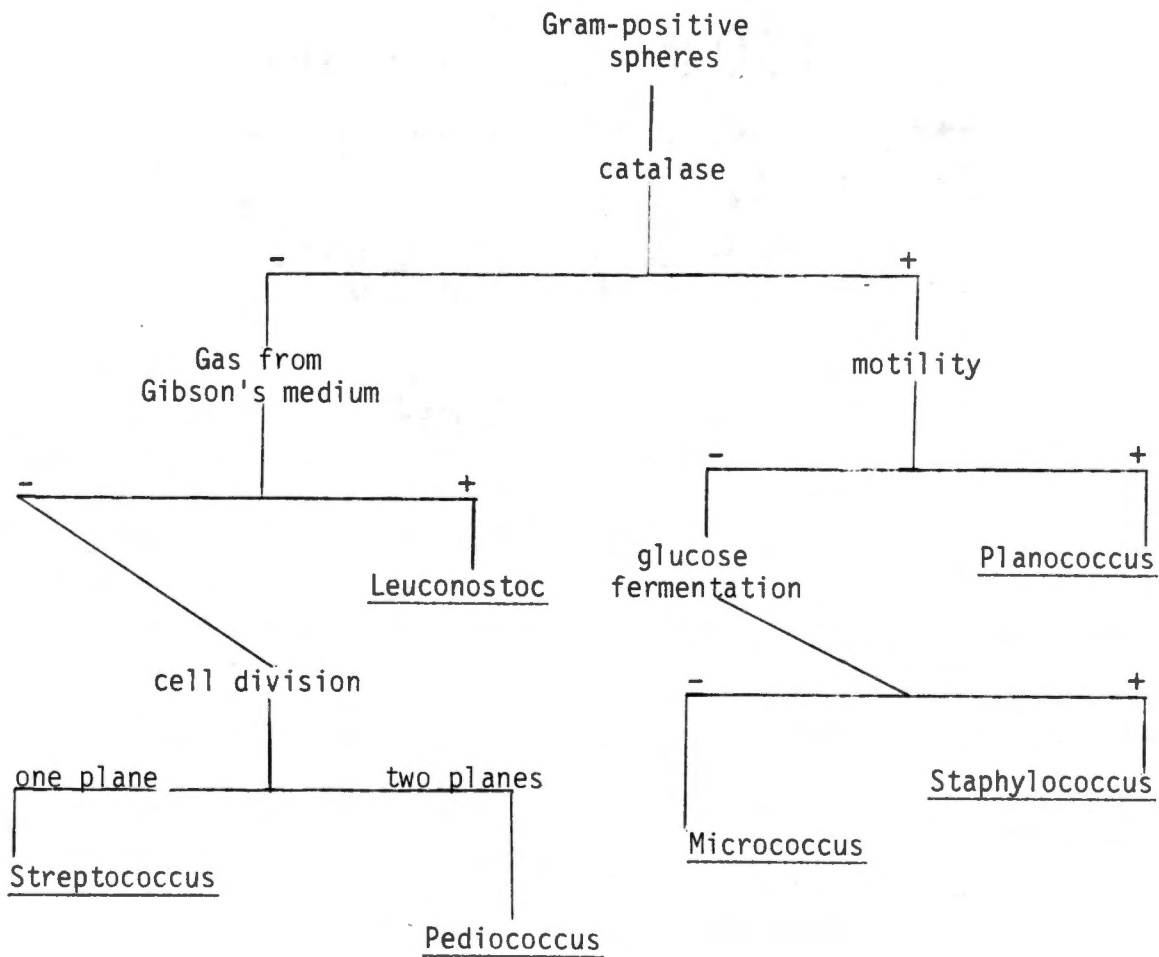 Gram-positive
spheres
catalase
- +
Gas from
Gibson's medium
motility
- +
- +
Leuconostoc
glucose
fermentation
Planococcus
cell division
- +
one plane two planes
Staphylococcus
Micrococcus
Streptococcus
Pediococcus